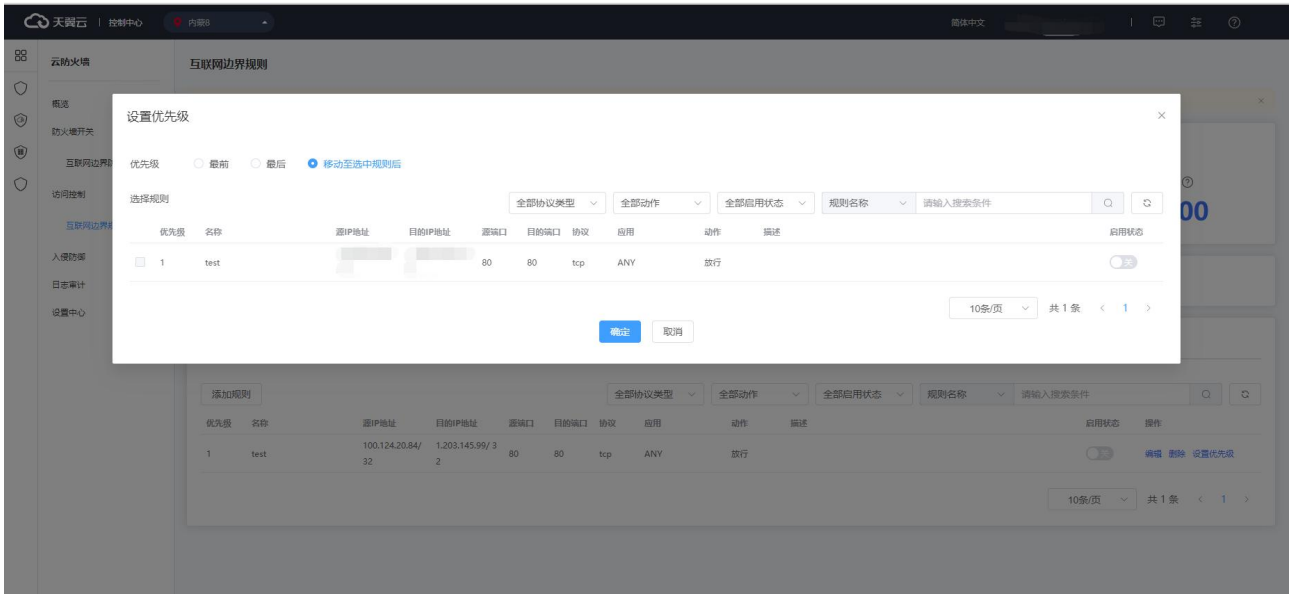 天翼云 | 控制中心 内蒙8 简体中文
云防火墙 互联网边界规则
概览
防火墙开关
互联网边界防
访问控制
互联网边界规
入侵防御
日志审计
设置中心
设置优先级
优先级 最前 最后 移动至选中规则后
选择规则 全部协议类型 全部动作 全部启用状态 规则名称 请输入搜索条件
优先级 名称 源IP地址 目的IP地址 源端口 目的端口 协议 应用 动作 描述 启用状态
1 test 80 80 tcp ANY 放行 关
10条/页 共 1 条 1
确定 取消
00
添加规则 全部协议类型 全部动作 全部启用状态 规则名称 请输入搜索条件
优先级 名称 源IP地址 目的IP地址 源端口 目的端口 协议 应用 动作 描述 启用状态 操作
1 test 100.124.20.84/ 1.203.145.99/ 3 80 80 tcp ANY 放行 关 编辑 删除 设置优先级
32 2
10条/页 共 1 条 1